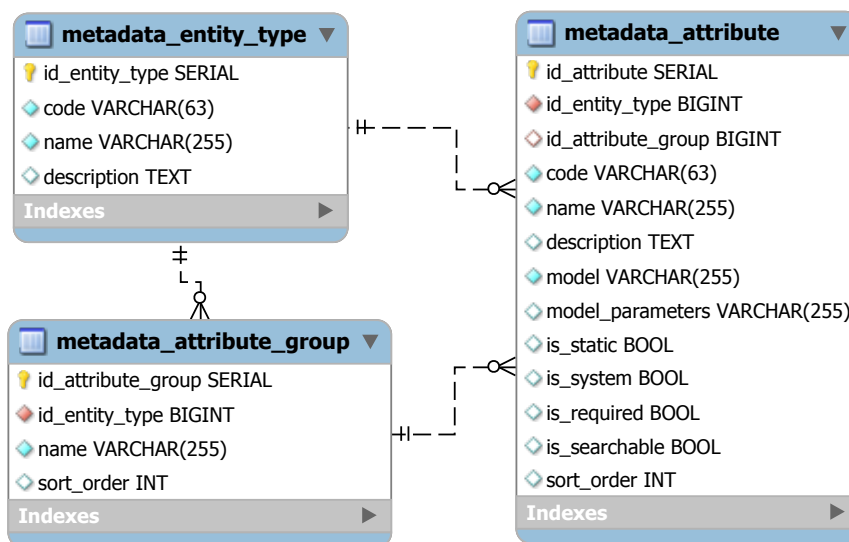 metadata_entity_type
id_entity_type SERIAL
code VARCHAR(63)
name VARCHAR(255)
description TEXT
Indexes
metadata_attribute_group
id_attribute_group SERIAL
id_entity_type BIGINT
name VARCHAR(255)
sort_order INT
Indexes
metadata_attribute
id_attribute SERIAL
id_entity_type BIGINT
id_attribute_group BIGINT
code VARCHAR(63)
name VARCHAR(255)
description TEXT
model VARCHAR(255)
model_parameters VARCHAR(255)
is_static BOOL
is_system BOOL
is_required BOOL
is_searchable BOOL
sort_order INT
Indexes